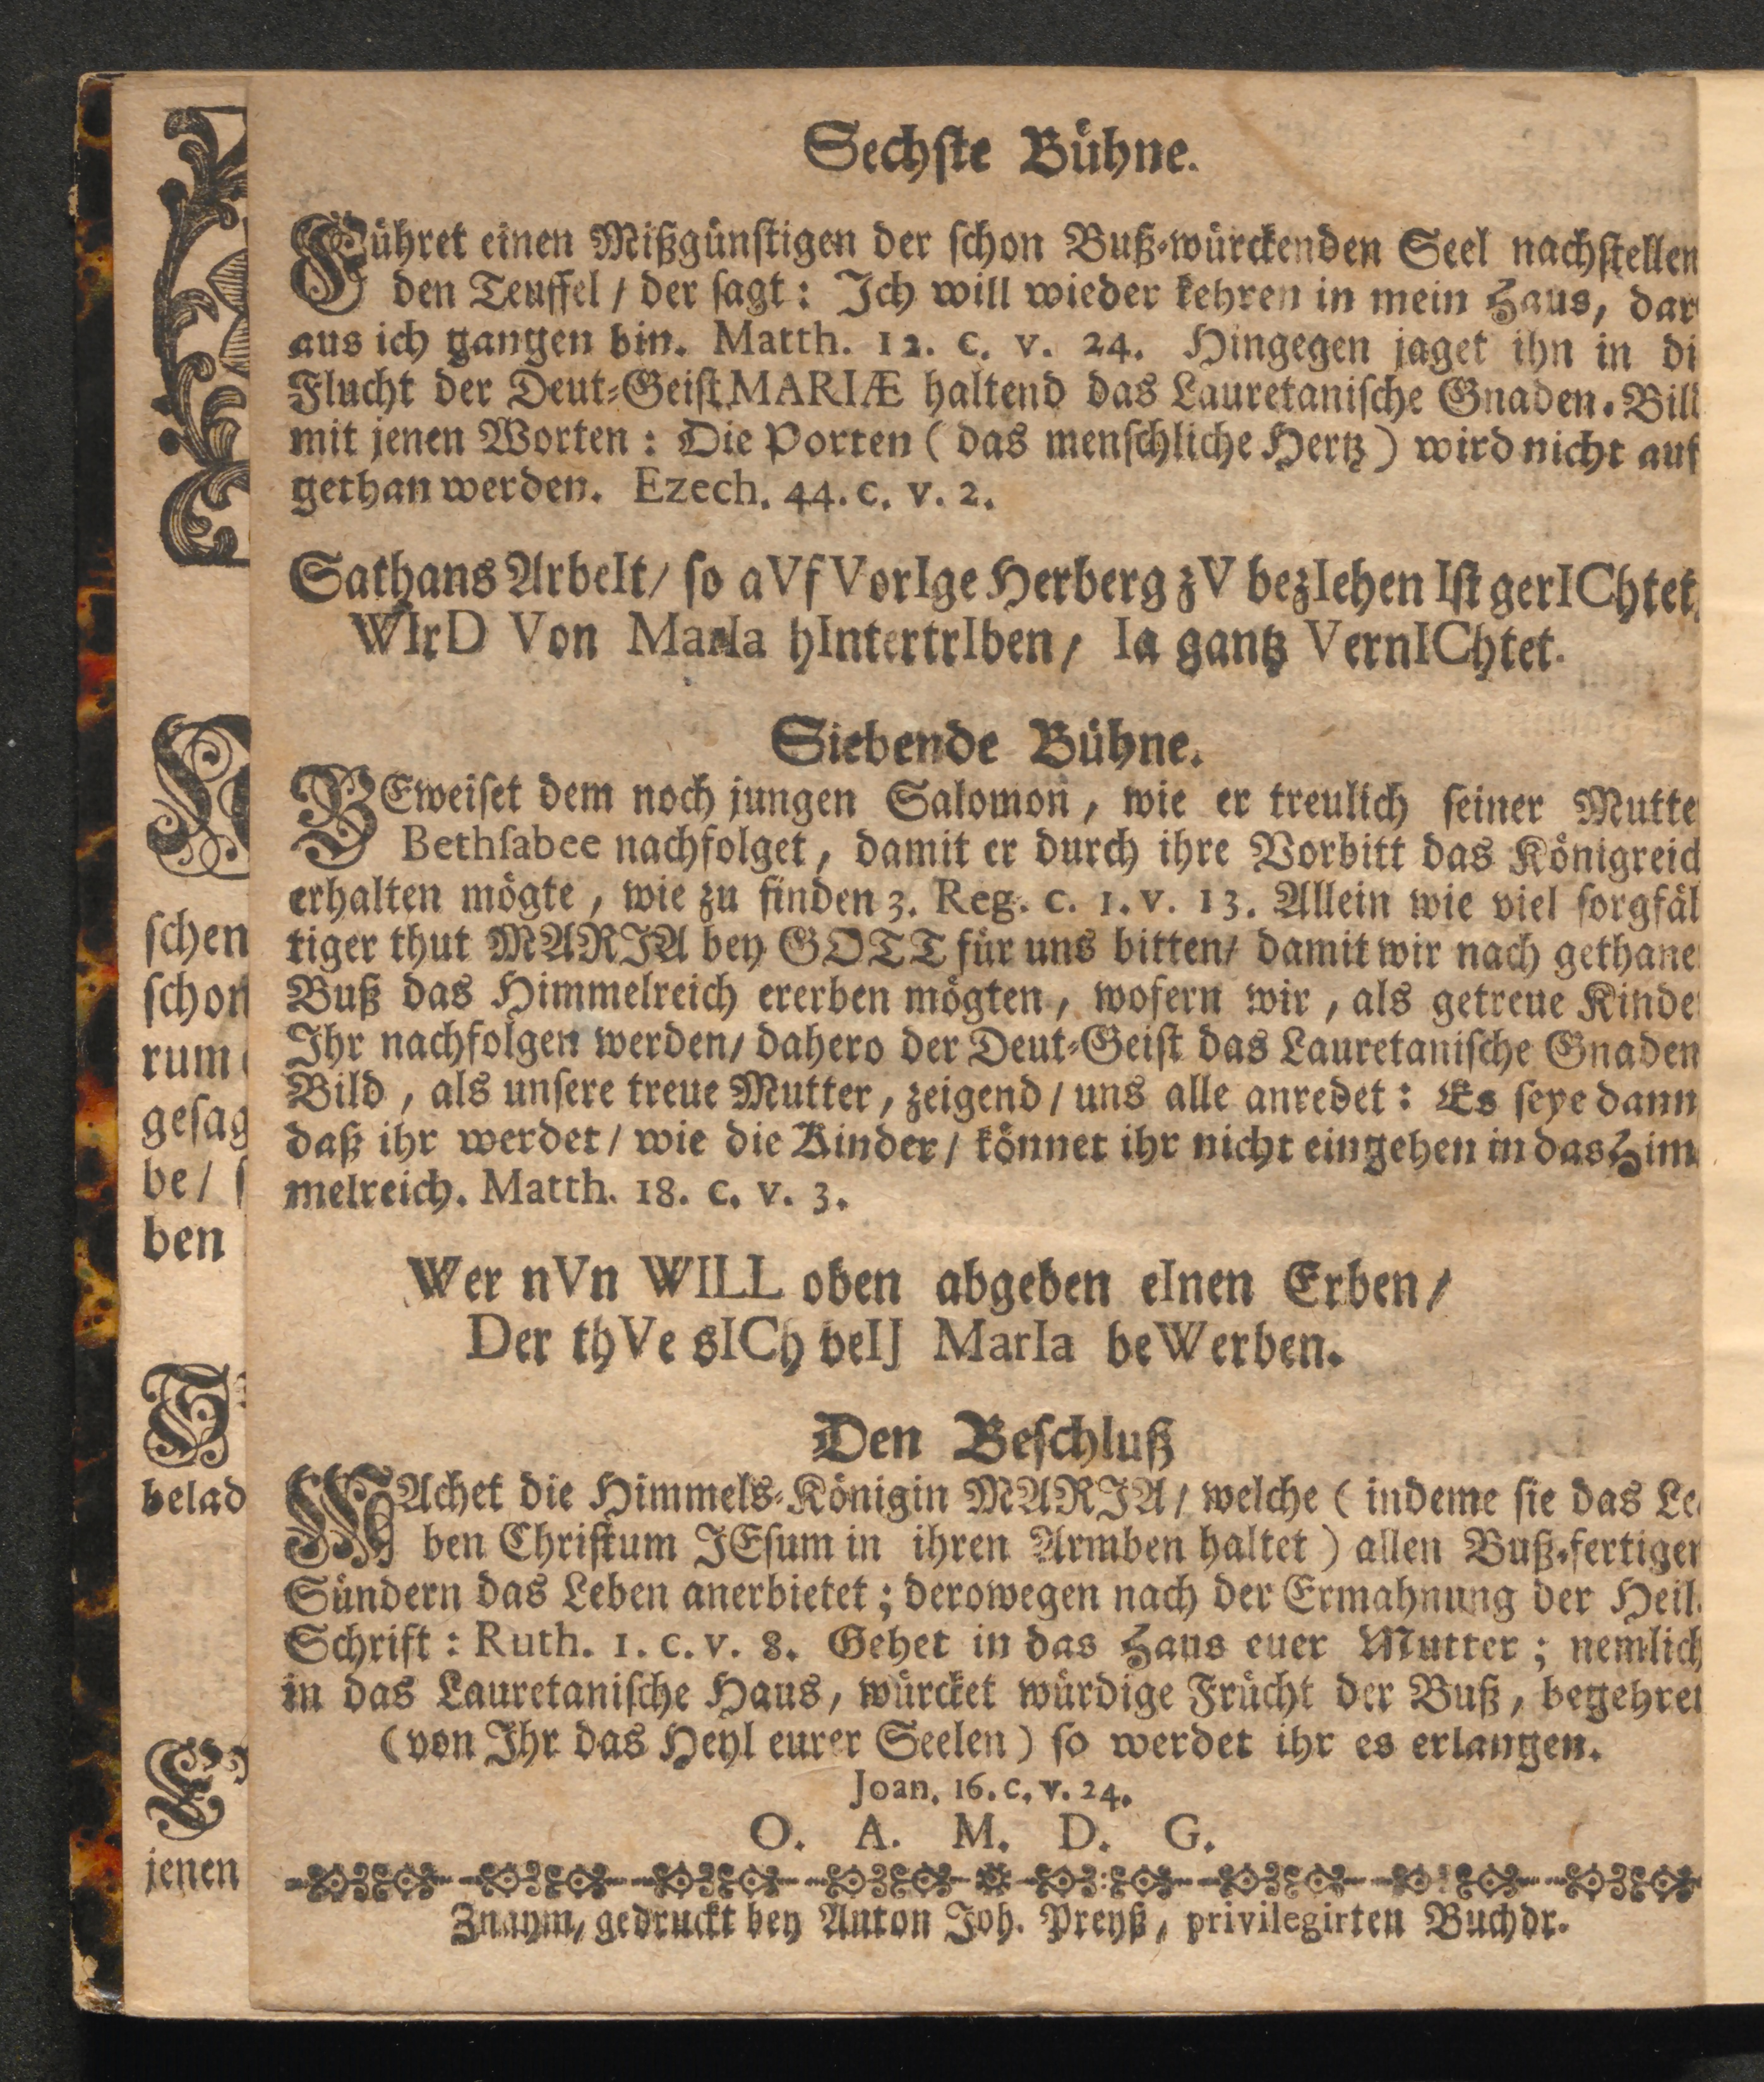 Sechſte Bühne.
Führet einen Mißgünſtigen der ſchon Buß-würckenden Seel nachſtellen
den Teuffel / der ſagt: Ich will wieder kehren in mein Haus, dar
aus ich gangen bin. Matth. 12. c. v. 24. Hingegen jaget ihn in di
Flucht der Deut-Geiſt MARIÆ haltend das Lauretaniſche Gnaden-Bild
mit jenen Worten: Die Porten ( das menſchliche Hertz ) wird nicht auf
gethan werden. Ezech. 44. c. v. 2.
Sathans ArbeIt/ ſo aVf VorIge Herberg zV bezIehen Iſt gerIChtet,
WIrD Von MarIa hIntertrIben/ Ia gantz VernIChtet.
Siebende Bühne.
BEweiſet dem noch jungen Salomon, wie er treulich ſeiner Mutte
Bethſabee nachfolget, damit er durch ihre Vorbitt das Königreich
erhalten mögte, wie zu finden 3. Reg. c. 1. v. 13. Allein wie viel ſorgfäl
tiger thut MARIA bey GOTT für uns bitten/ damit wir nach gethane
Buß das Himmelreich ererben mögten, wofern wir, als getreue Kinde
Ihr nachfolgen werden/ dahero der Deut-Geiſt das Lauretaniſche Gnaden
Bild, als unſere treue Mutter, zeigend / uns alle anredet: Es ſeye dann
daß ihr werdet/ wie die Kinder/ könnet ihr nicht eingehen in das Him
melreich. Matth. 18. c. v. 3.
Wer nVn WILL oben abgeben eInen Erben/
Der thVe sICh beIJ MarIa beWerben.
Den Beſchluß
MAchet die Himmels-Königin MARIA/ welche ( indeme ſie das Le
ben Chriſtum JEſum in ihren Armben haltet ) allen Buß-fertigen
Sündern das Leben anerbietet; derowegen nach der Ermahnung der Heil.
Schrift: Ruth. 1. c. v. 8. Gehet in das Haus euer Mutter; nemlich
in das Lauretaniſche Haus, würcket würdige Frücht der Buß, begehret
(von Ihr das Heyl eurer Seelen) ſo werdet ihr es erlangen.
Joan. 16. c. v. 24.
O. A. M. D. G.
Znaym, gedruckt bey Anton Joh. Preyß, privilegirten Buchdr.
ſchen
ſchon
rum
geſag
be/
ben
belad
jenen